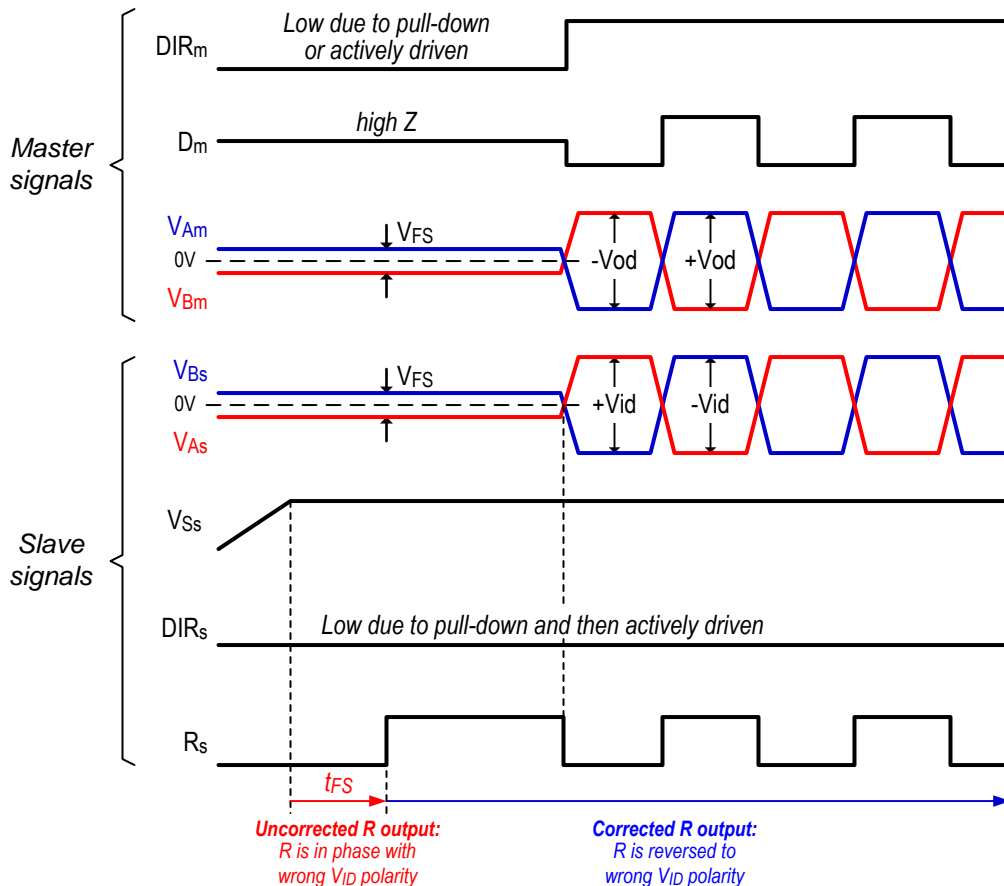 Low due to pull-down
or actively driven
DIRm
high Z
Dm
Master
signals
VAm
VFS
0V
-Vod
+Vod
VBm
VBs
VFS
0V
+Vid
-Vid
VAs
VSs
Slave
signals
DIRs
Low due to pull-down and then actively driven
Rs
tFS
Uncorrected R output:
R is in phase with
wrong VID polarity
Corrected R output:
R is reversed to
wrong VID polarity